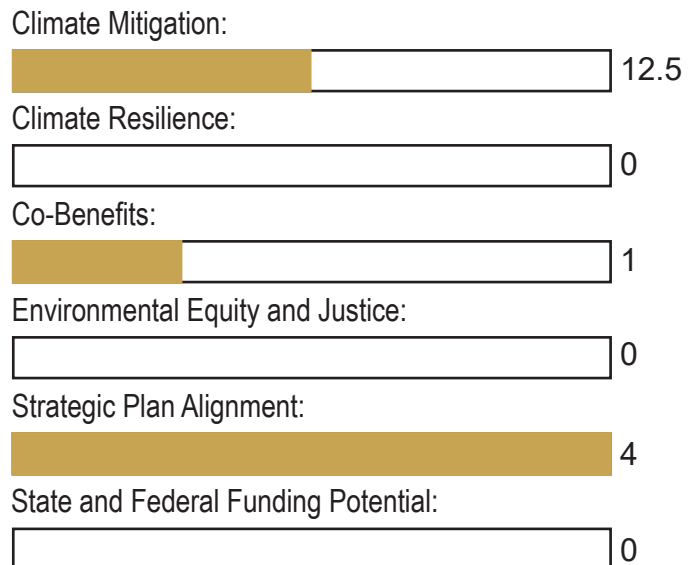 Climate Mitigation:
12.5
Climate Resilience:
0
Co-Benefits:
1
Environmental Equity and Justice:
0
Strategic Plan Alignment:
4
State and Federal Funding Potential:
0